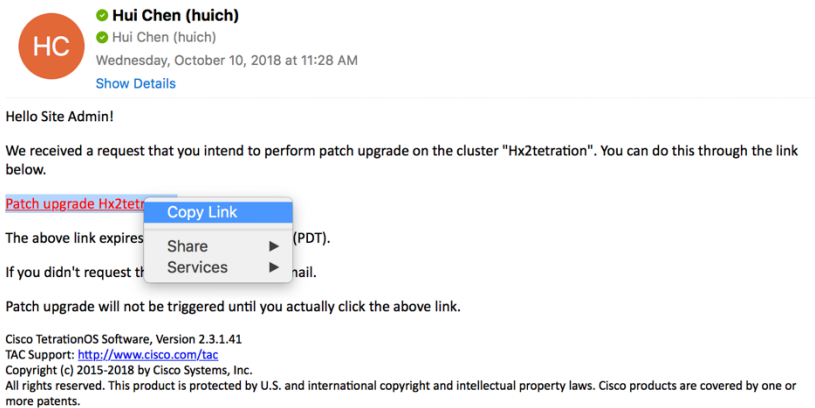 HC
Hui Chen (huich)
Hui Chen (huich)
Wednesday, October 10, 2018 at 11:28 AM
Show Details
Hello Site Admin!
We received a request that you intend to perform patch upgrade on the cluster "Hx2tetration". You can do this through the link
below.
Patch upgrade Hx2tetr
Copy Link
The above link expires (PDT).
Share
Services
If you didn't request th nail.
Patch upgrade will not be triggered until you actually click the above link.
Cisco TetrationOS Software, Version 2.3.1.41
TAC Support: http://www.cisco.com/tac
Copyright (c) 2015-2018 by Cisco Systems, Inc.
All rights reserved. This product is protected by U.S. and international copyright and intellectual property laws. Cisco products are covered by one or
more patents.